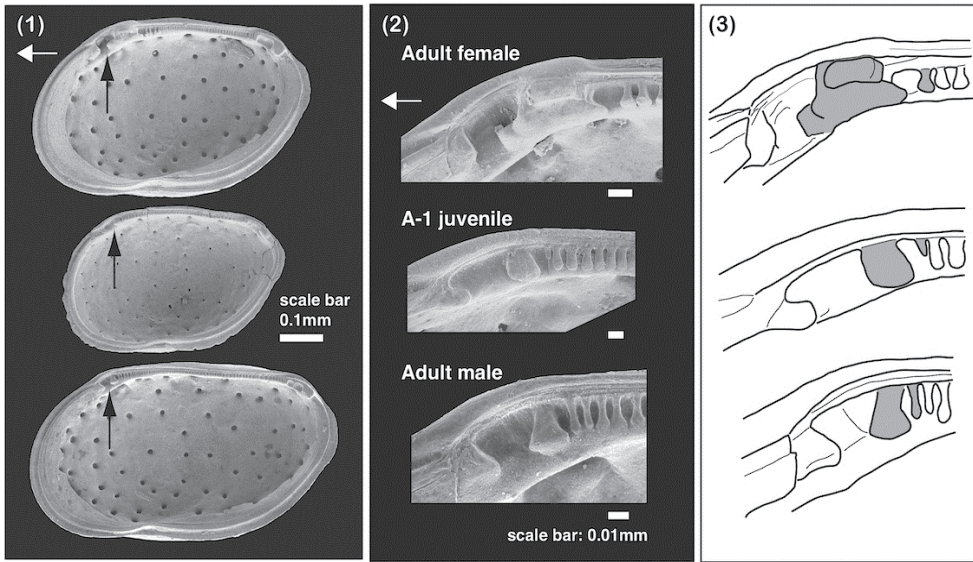 (1)
scale bar
0.1mm
(2)
Adult female
A-1 juvenile
Adult male
scale bar: 0.01mm
(3)